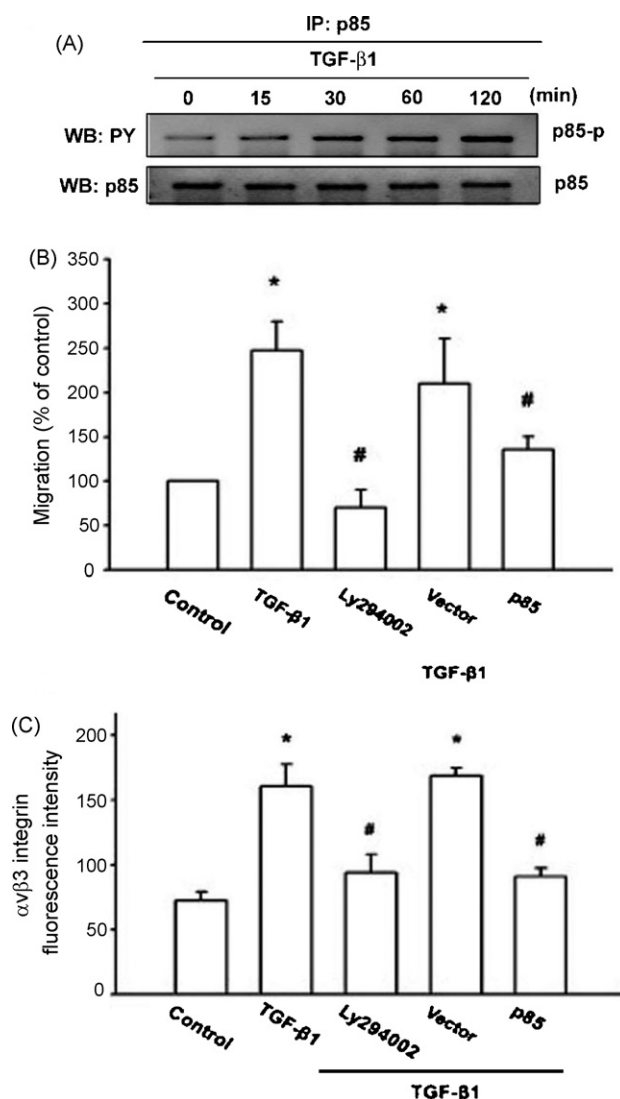 IP: p85
(A)
TGF-β1
0 15 30 60 120 (min)
WB: PY p85-p
WB: p85 p85
(B)
350
300
250
200
150
100
50
0
Migration (% of control)
* # * #
Control TGF-β1 Ly294002 Vector p85
TGF-β1
(C)
200
150
100
50
0
αvβ3 integrin
fluorescence intensity
* # * #
Control TGF-β1 Ly294002 Vector p85
TGF-β1